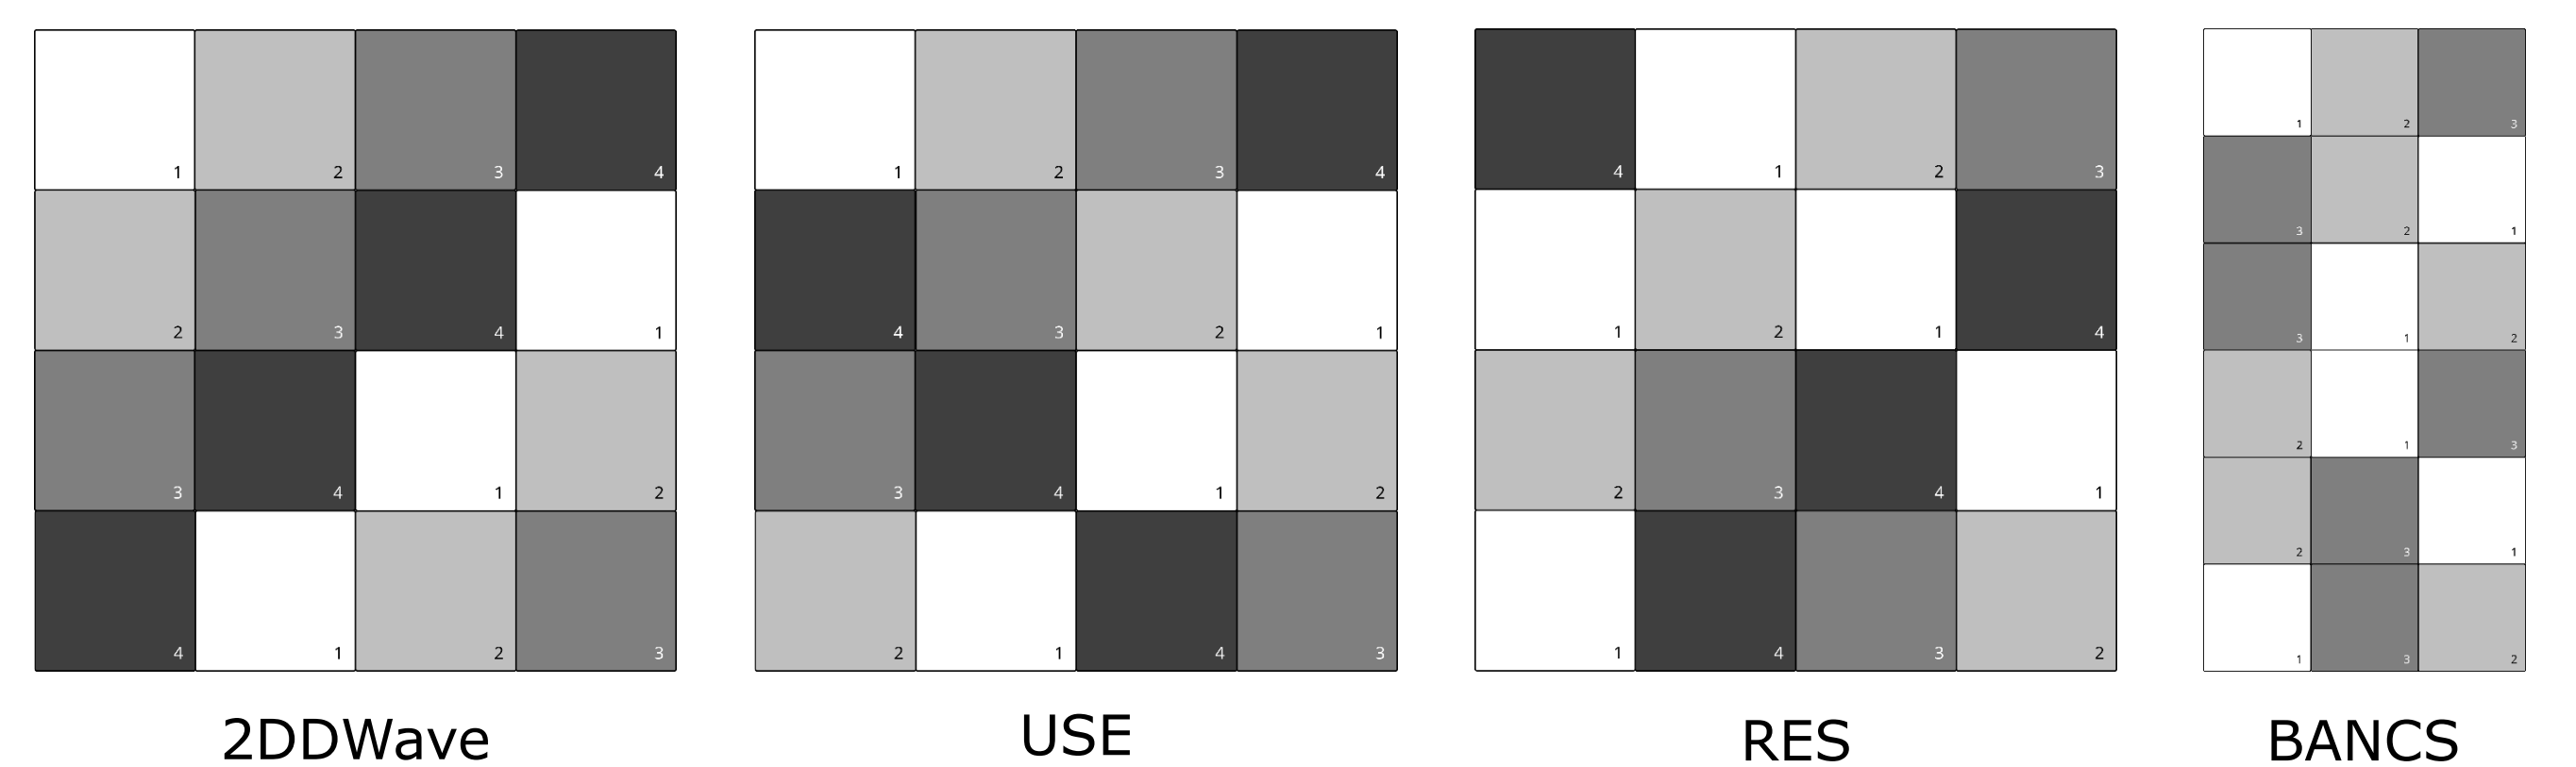 1 2 3 4
2 3 4 1
3 4 1 2
4 1 2 3
2DDWave
1 2 3 4
4 3 2 1
3 4 1 2
2 1 4 3
USE
4 1 2 3
1 2 1 4
2 3 4 1
1 4 3 2
RES
1 2 3
3 2 1
3 1 2
2 1 3
2 3 1
1 3 2
BANCS